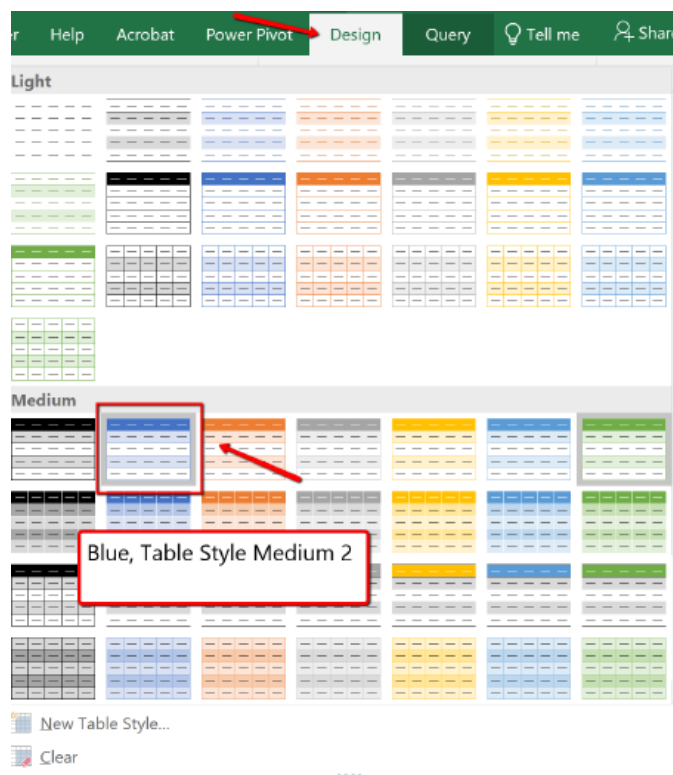 Help Acrobat Power Pivot Design Query Tell me Share
Light
Medium
Blue, Table Style Medium 2
New Table Style...
Clear